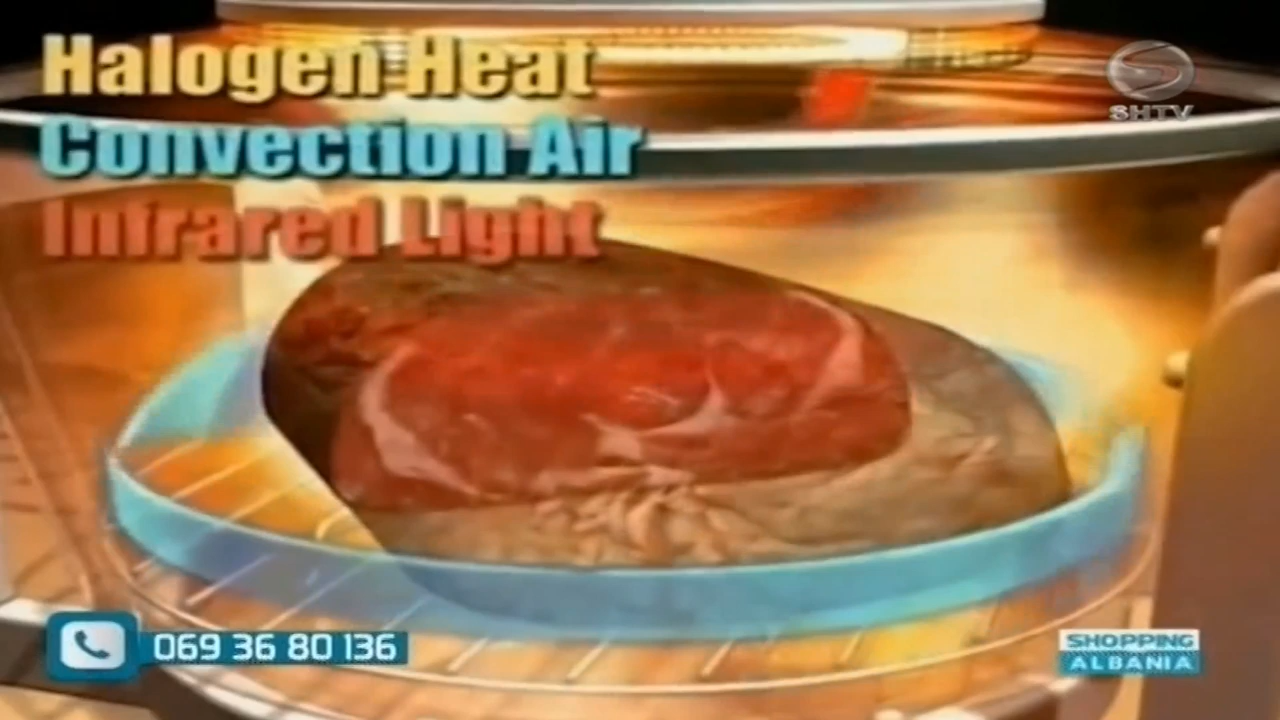 Halogen Heat
Convection Air
Infrared Light
SHTV
069 36 80 136
SHOPPING
ALBANIA